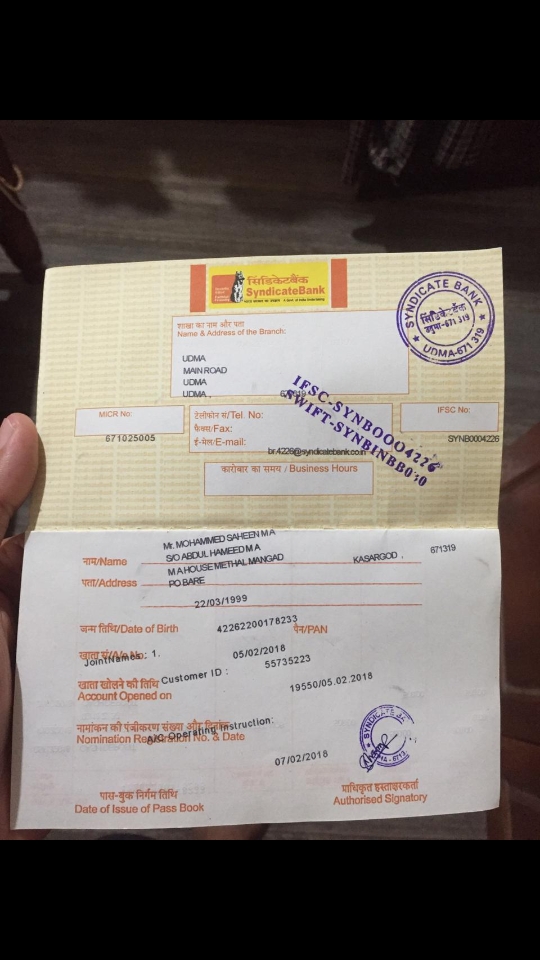 सिंडिकेटबैंक
SyndicateBank
SYNDICATE BANK
सिंडिकेट बैंक
उदुमा-671 319
UDMA-671 319
शाखा का नाम और पता
Name & Address of the Branch:
UDMA
MAIN ROAD
UDMA
UDMA .
IFSC-SYNB0004226
SWIFT-SYNBINBB030
MICR No:
671025005
टेलीफोन सं/Tel. No:
फैक्स/Fax:
ई-मेल/E-mail:
br.4226@syndicatebank.co.in
IFSC No:
SYNB0004226
कारोबार का समय / Business Hours
Mr. MOHAMMED SAHEEN M A
नाम/Name S/O ABDUL HAMEED M A
M A HOUSE METHAL MANGAD KASARGOD , 671319
पता/Address PO BARE
22/03/1999
जन्म तिथि/Date of Birth 42262200178233 पैन/PAN
खाता सं/A/c No:
JointNames : 1. 05/02/2018
Customer ID : 55735223
खाता खोलने की तिथि
Account Opened on 19550/05.02.2018
नामांकन की पंजीकरण संख्या और दिनांक
A/C Operating Instruction:
Nomination Registration No. & Date
07/02/2018
पास-बुक निर्गम तिथि
Date of Issue of Pass Book
प्राधिकृत हस्ताक्षरकर्ता
Authorised Signatory